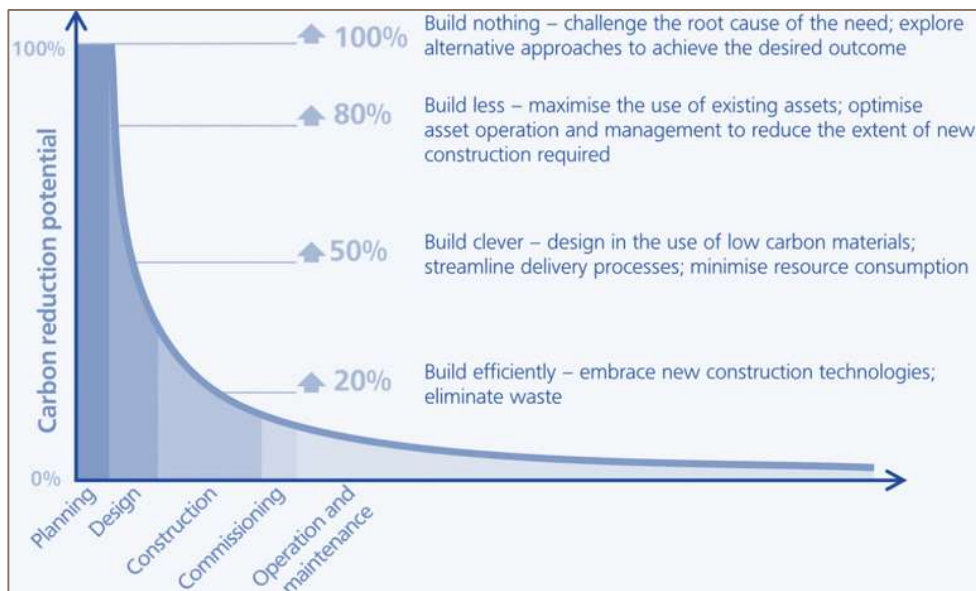 100%
Carbon reduction potential
0%
100%
Build nothing – challenge the root cause of the need; explore
alternative approaches to achieve the desired outcome
80%
Build less – maximise the use of existing assets; optimise
asset operation and management to reduce the extent of new
construction required
50%
Build clever – design in the use of low carbon materials;
streamline delivery processes; minimise resource consumption
20%
Build efficiently – embrace new construction technologies;
eliminate waste
Planning
Design
Construction
Commissioning
Operation and
maintenance